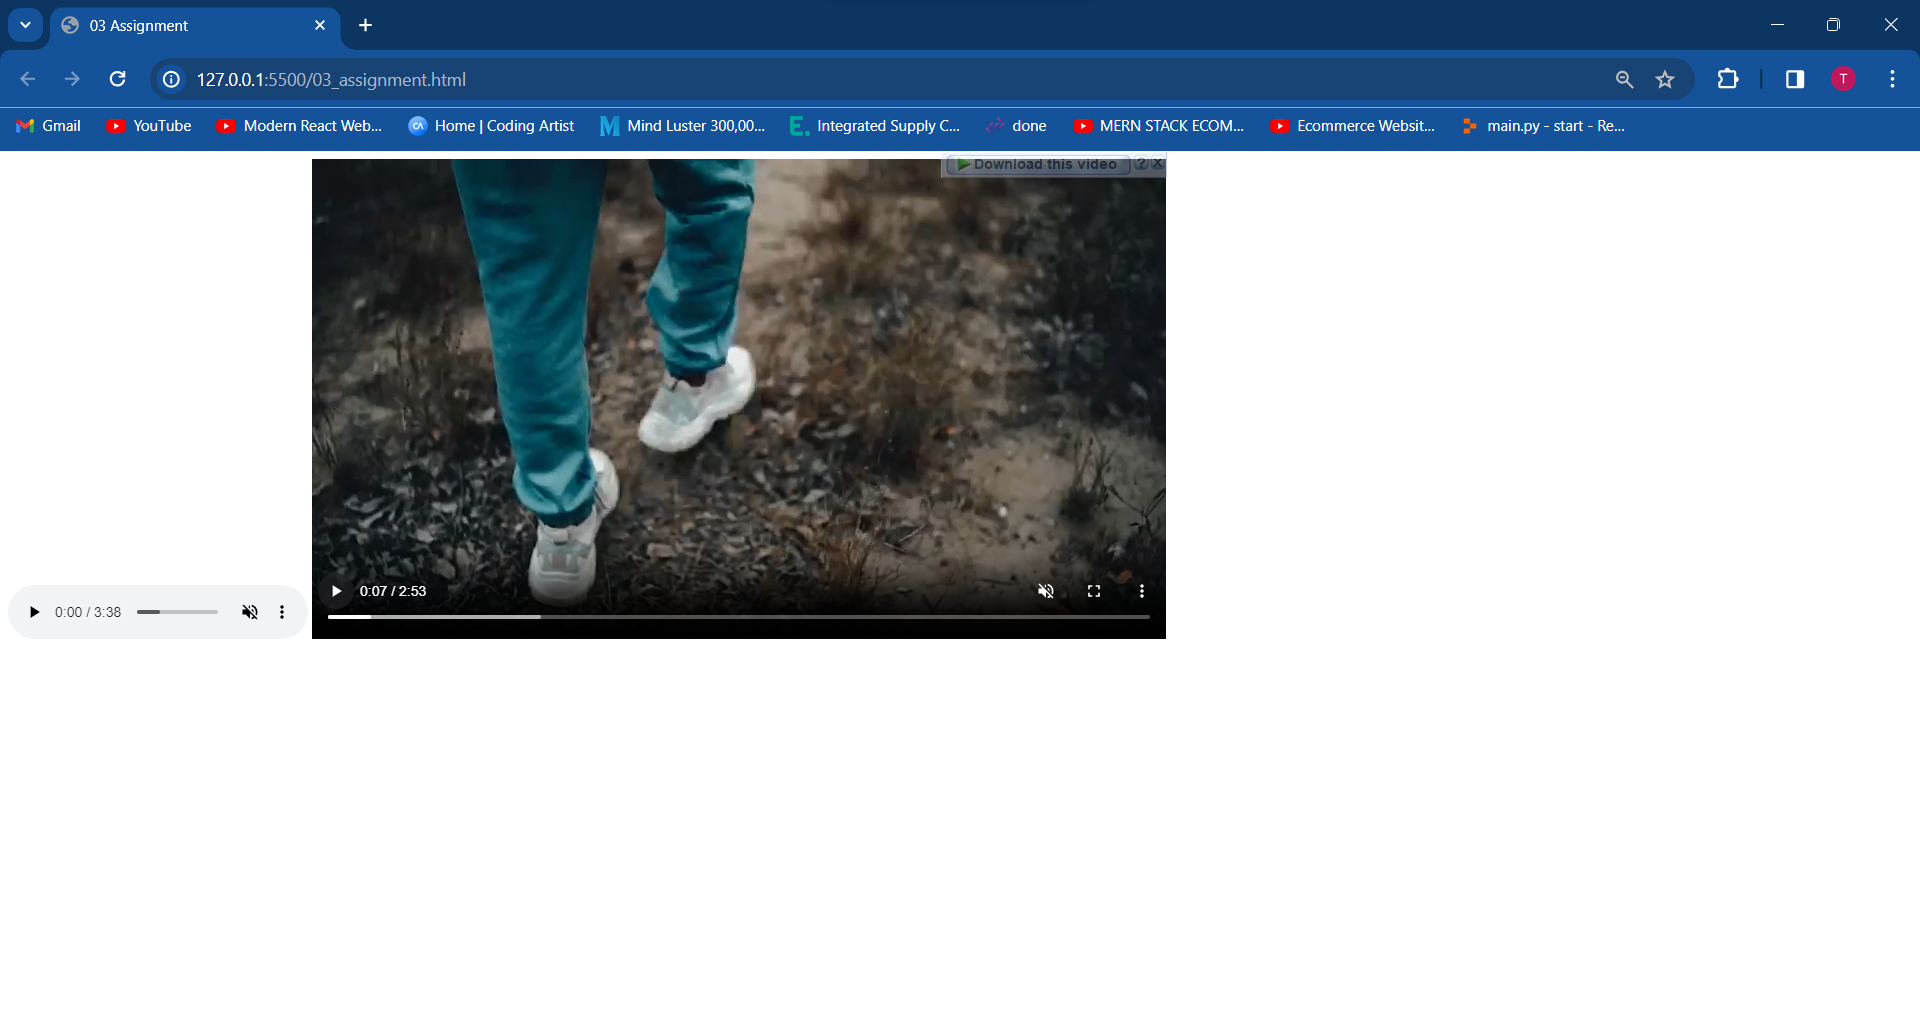 03 Assignment
127.0.0.1:5500/03_assignment.html
T
Gmail
YouTube
Modern React Web...
Home | Coding Artist
Mind Luster 300,00...
Integrated Supply C...
done
MERN STACK ECOM...
Ecommerce Websit...
main.py - start - Re...
Download this video
0:07 / 2:53
0:00 / 3:38